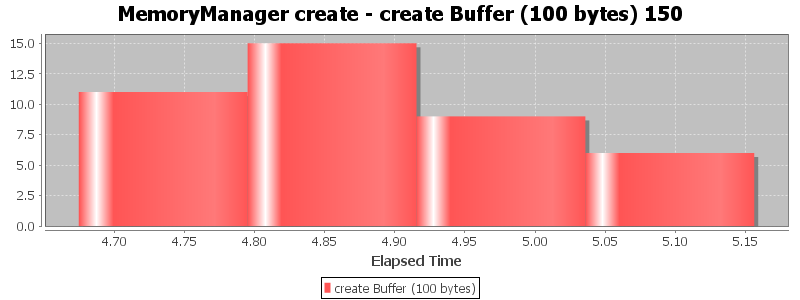 MemoryManager create - create Buffer (100 bytes) 150
15.0
12.5
10.0
7.5
5.0
2.5
0.0
4.70 4.75 4.80 4.85 4.90 4.95 5.00 5.05 5.10 5.15
Elapsed Time
create Buffer (100 bytes)